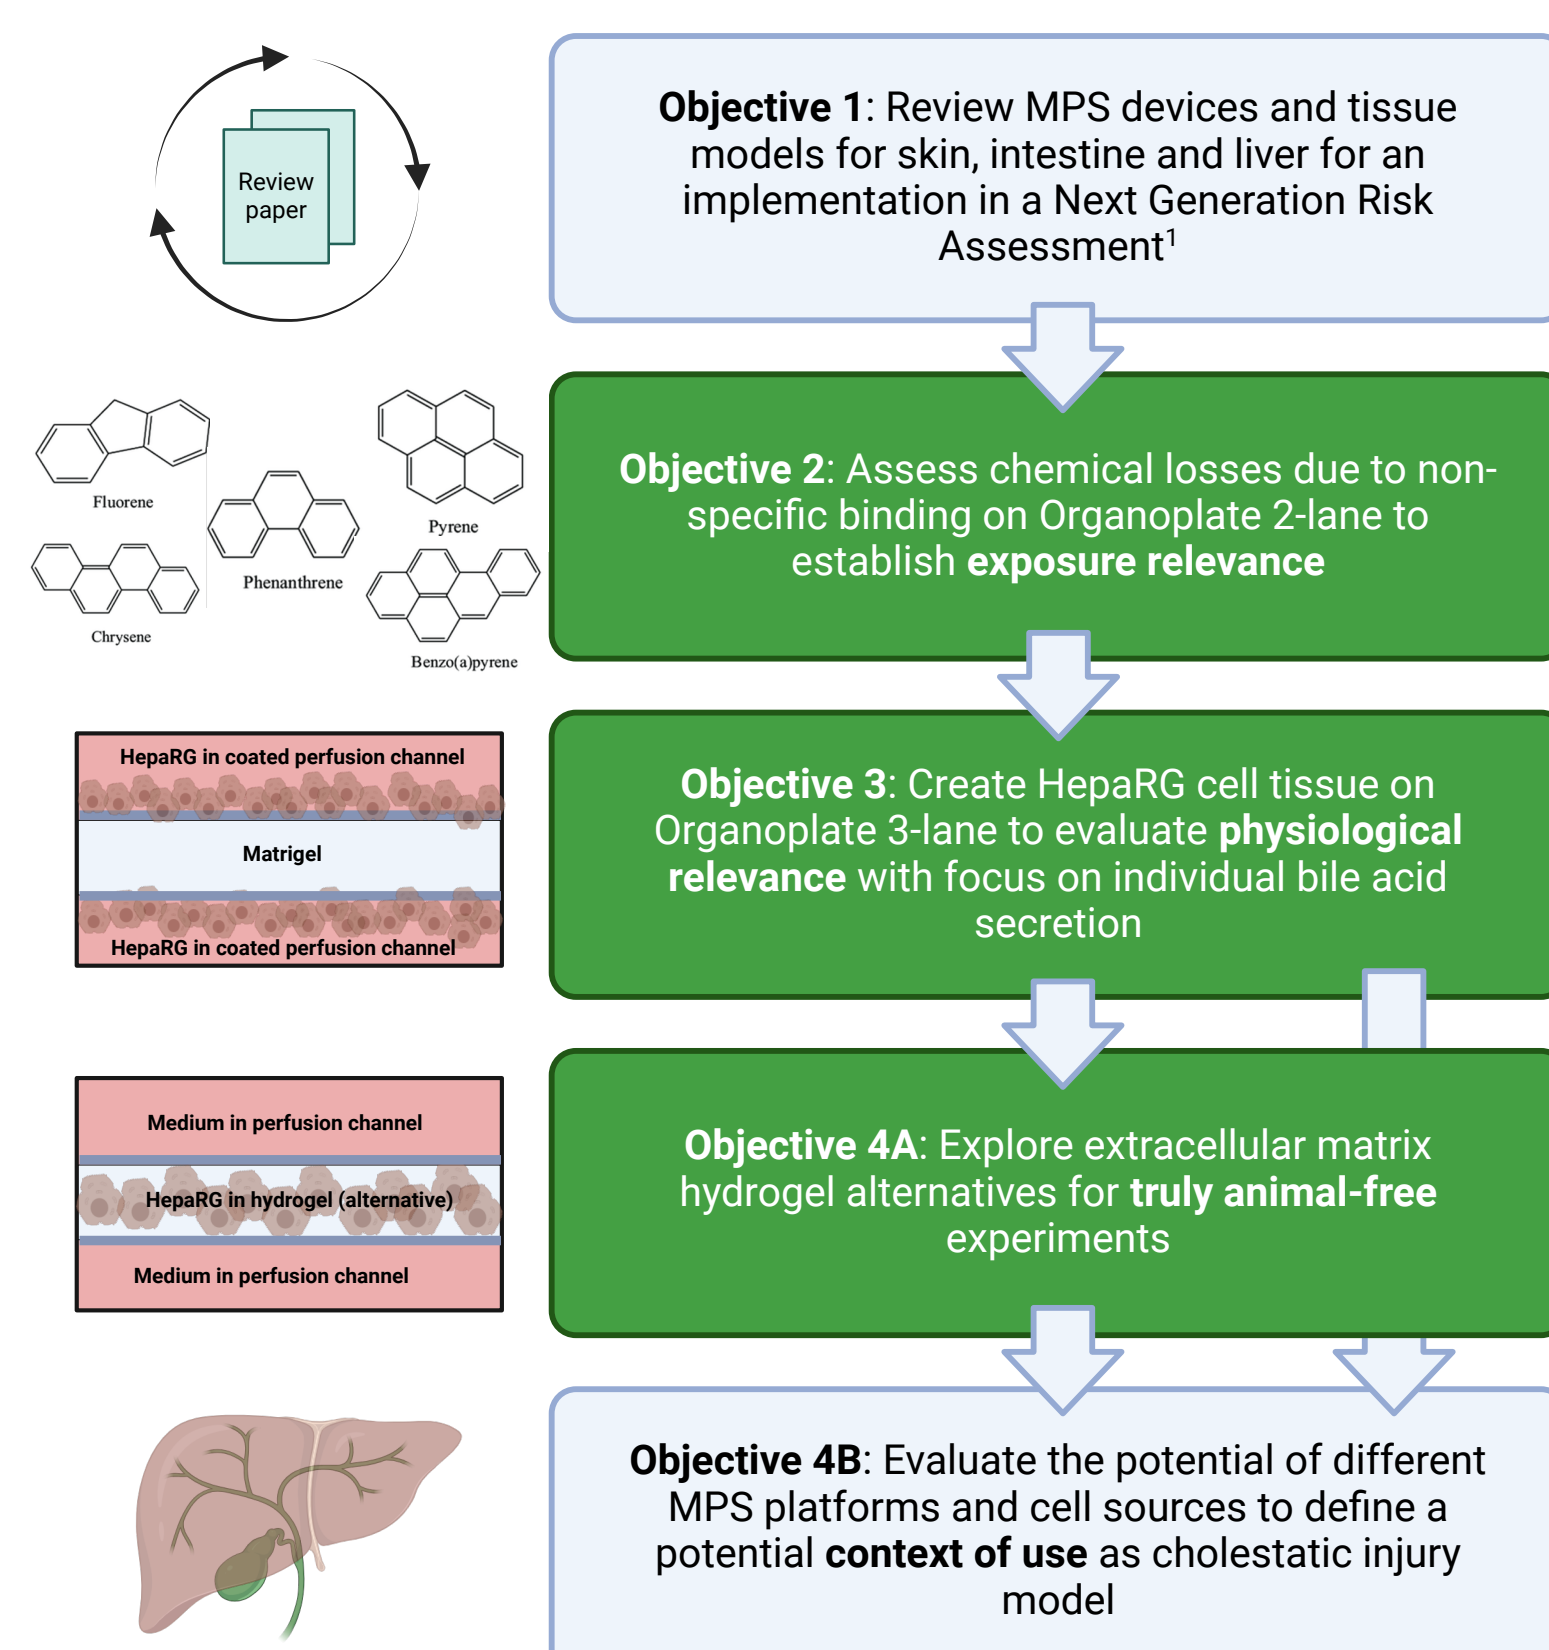 Review
paper
Objective 1: Review MPS devices and tissue
models for skin, intestine and liver for an
implementation in a Next Generation Risk
Assessment¹
Fluorene
Phenanthrene
Pyrene
Chrysene
Benzo(a)pyrene
Objective 2: Assess chemical losses due to non-
specific binding on Organoplate 2-lane to
establish exposure relevance
HepaRG in coated perfusion channel
Matrigel
HepaRG in coated perfusion channel
Objective 3: Create HepaRG cell tissue on
Organoplate 3-lane to evaluate physiological
relevance with focus on individual bile acid
secretion
Medium in perfusion channel
HepaRG in hydrogel (alternative)
Medium in perfusion channel
Objective 4A: Explore extracellular matrix
hydrogel alternatives for truly animal-free
experiments
Objective 4B: Evaluate the potential of different
MPS platforms and cell sources to define a
potential context of use as cholestatic injury
model